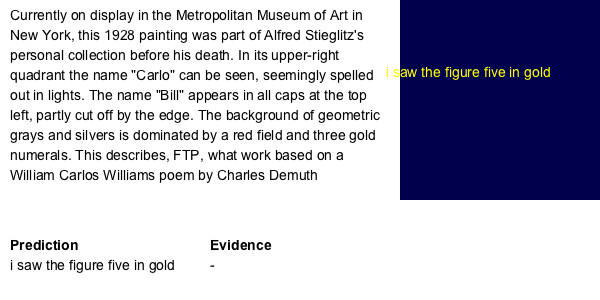 Currently on display in the Metropolitan Museum of Art in
New York, this 1928 painting was part of Alfred Stieglitz's
personal collection before his death. In its upper-right
quadrant the name "Carlo" can be seen, seemingly spelled
out in lights. The name "Bill" appears in all caps at the top
left, partly cut off by the edge. The background of geometric
grays and silvers is dominated by a red field and three gold
numerals. This describes, FTP, what work based on a
William Carlos Williams poem by Charles Demuth
i saw the figure five in gold
Prediction Evidence
i saw the figure five in gold -